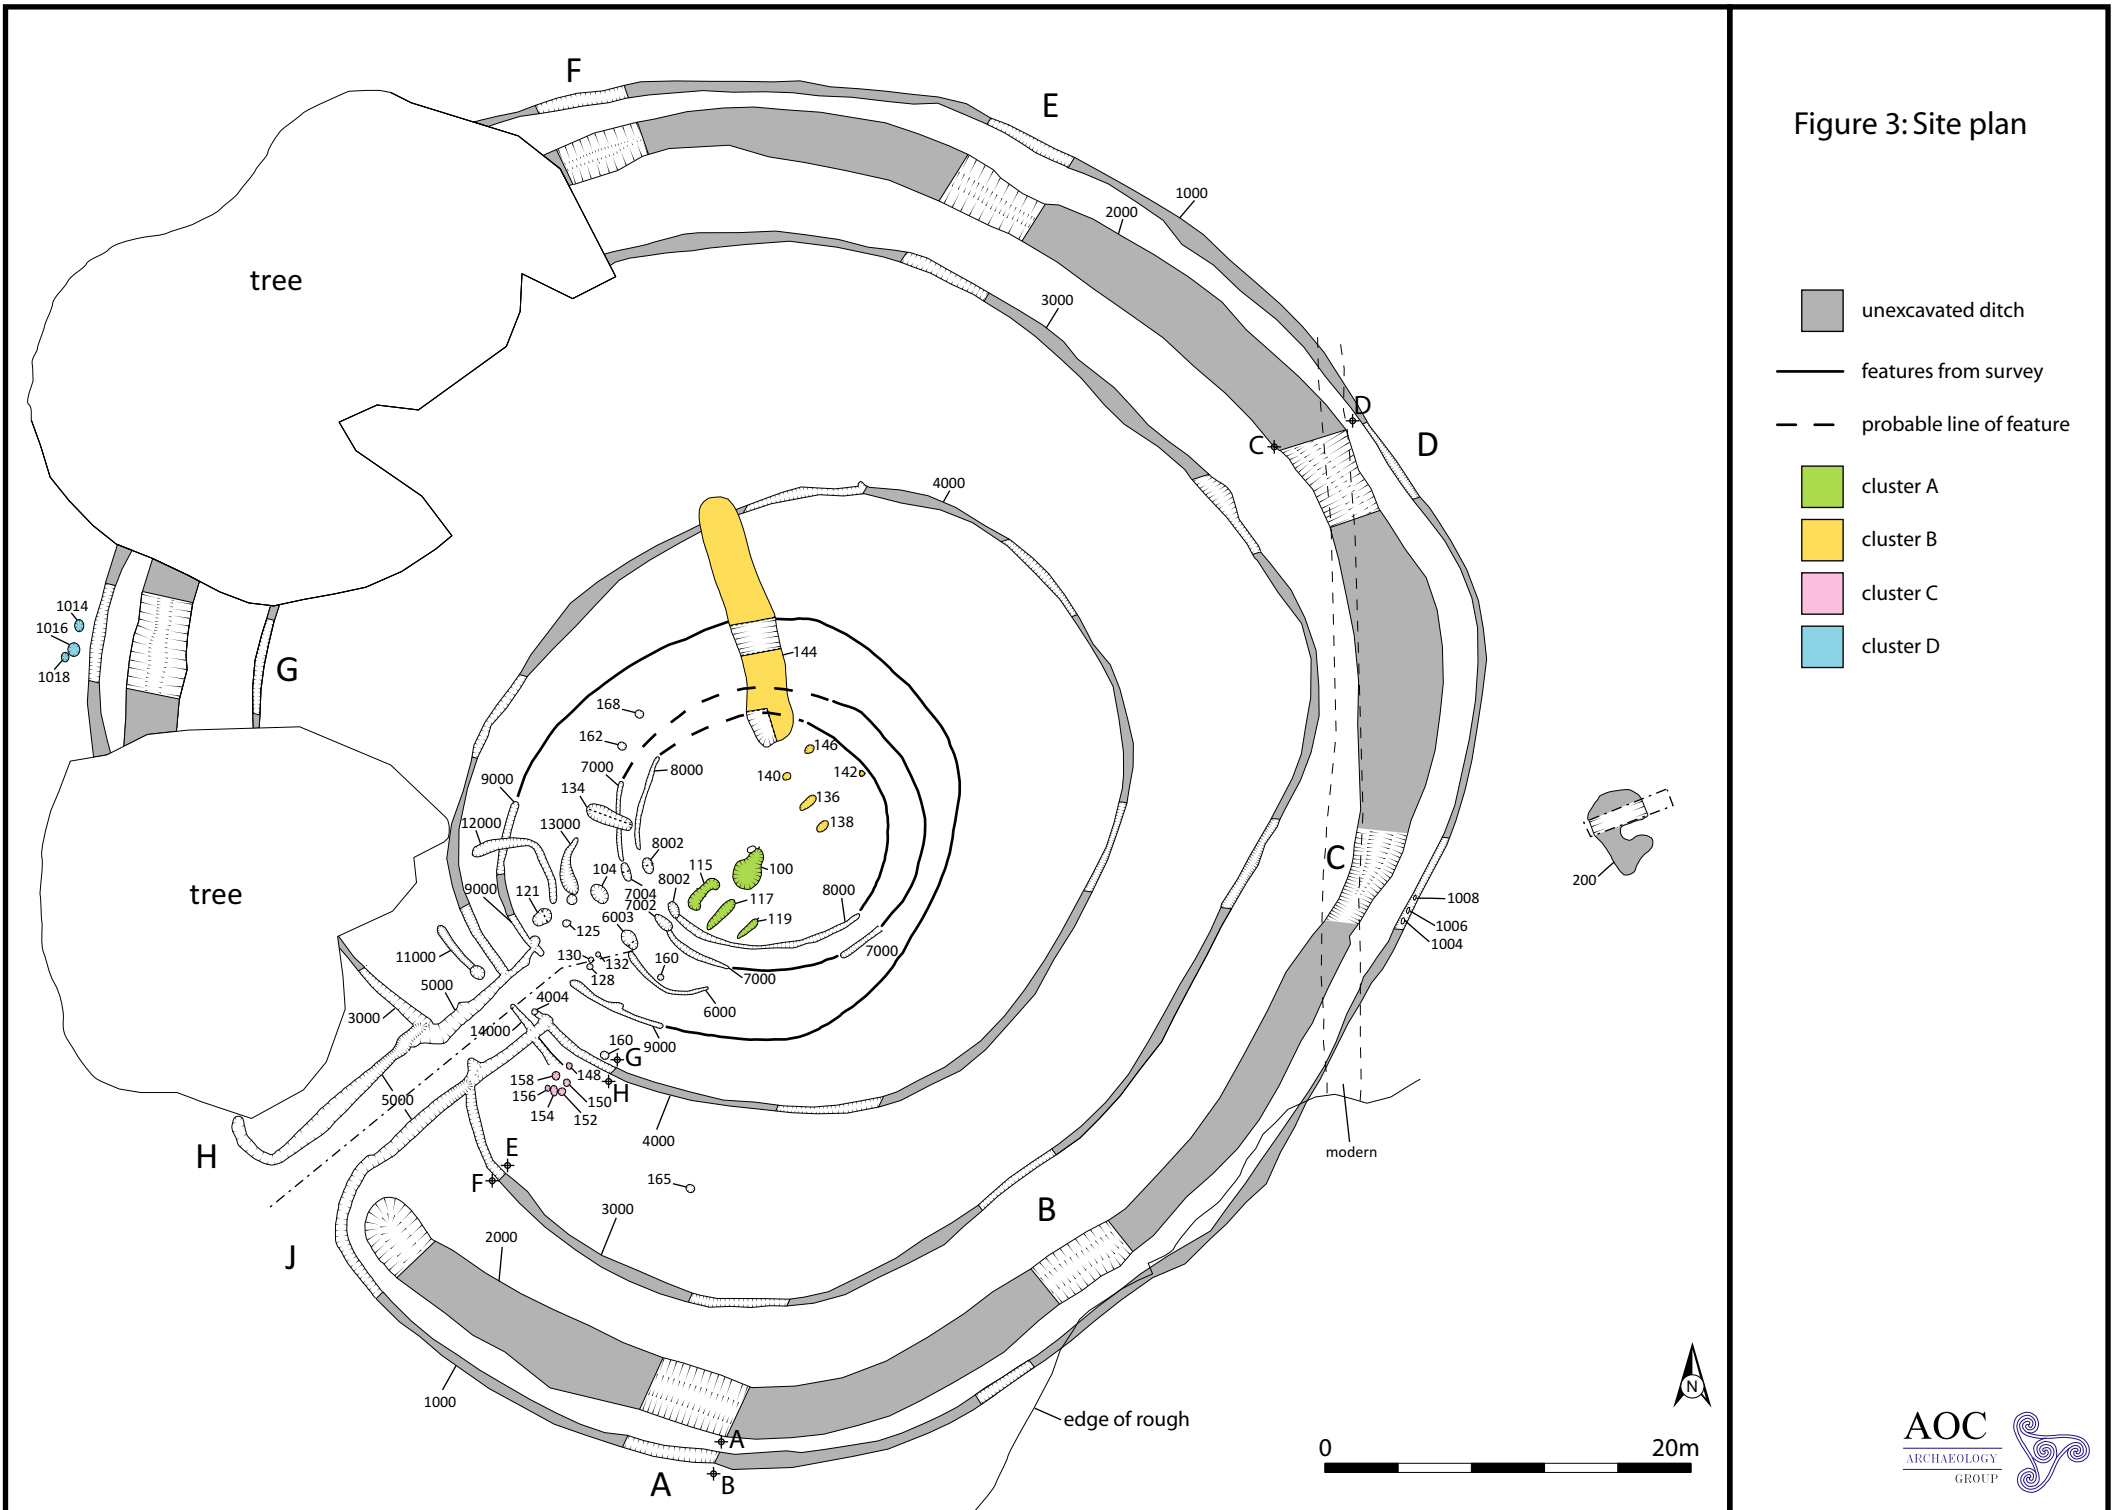 Figure 3: Site plan
unexcavated ditch
features from survey
probable line of feature
cluster A
cluster B
cluster C
cluster D
F
E
1000
2000
tree
3000
D
C
D
4000
1014
1016
1018
G
144
168
162
146
7000
8000
140
142
9000
134
136
12000
13000
138
8002
C
104
115
100
200
9000
121
7004
8002
117
8000
1008
7002
119
1006
6003
125
1004
tree
11000
130
132
160
7000
128
7000
5000
4004
6000
3000
14000
160
9000
G
158
148
5000
156
150
H
154
152
4000
modern
H
E
F
165
B
3000
J
2000
1000
edge of rough
A
A
B
N
0
20m
AOC
ARCHAEOLOGY
GROUP